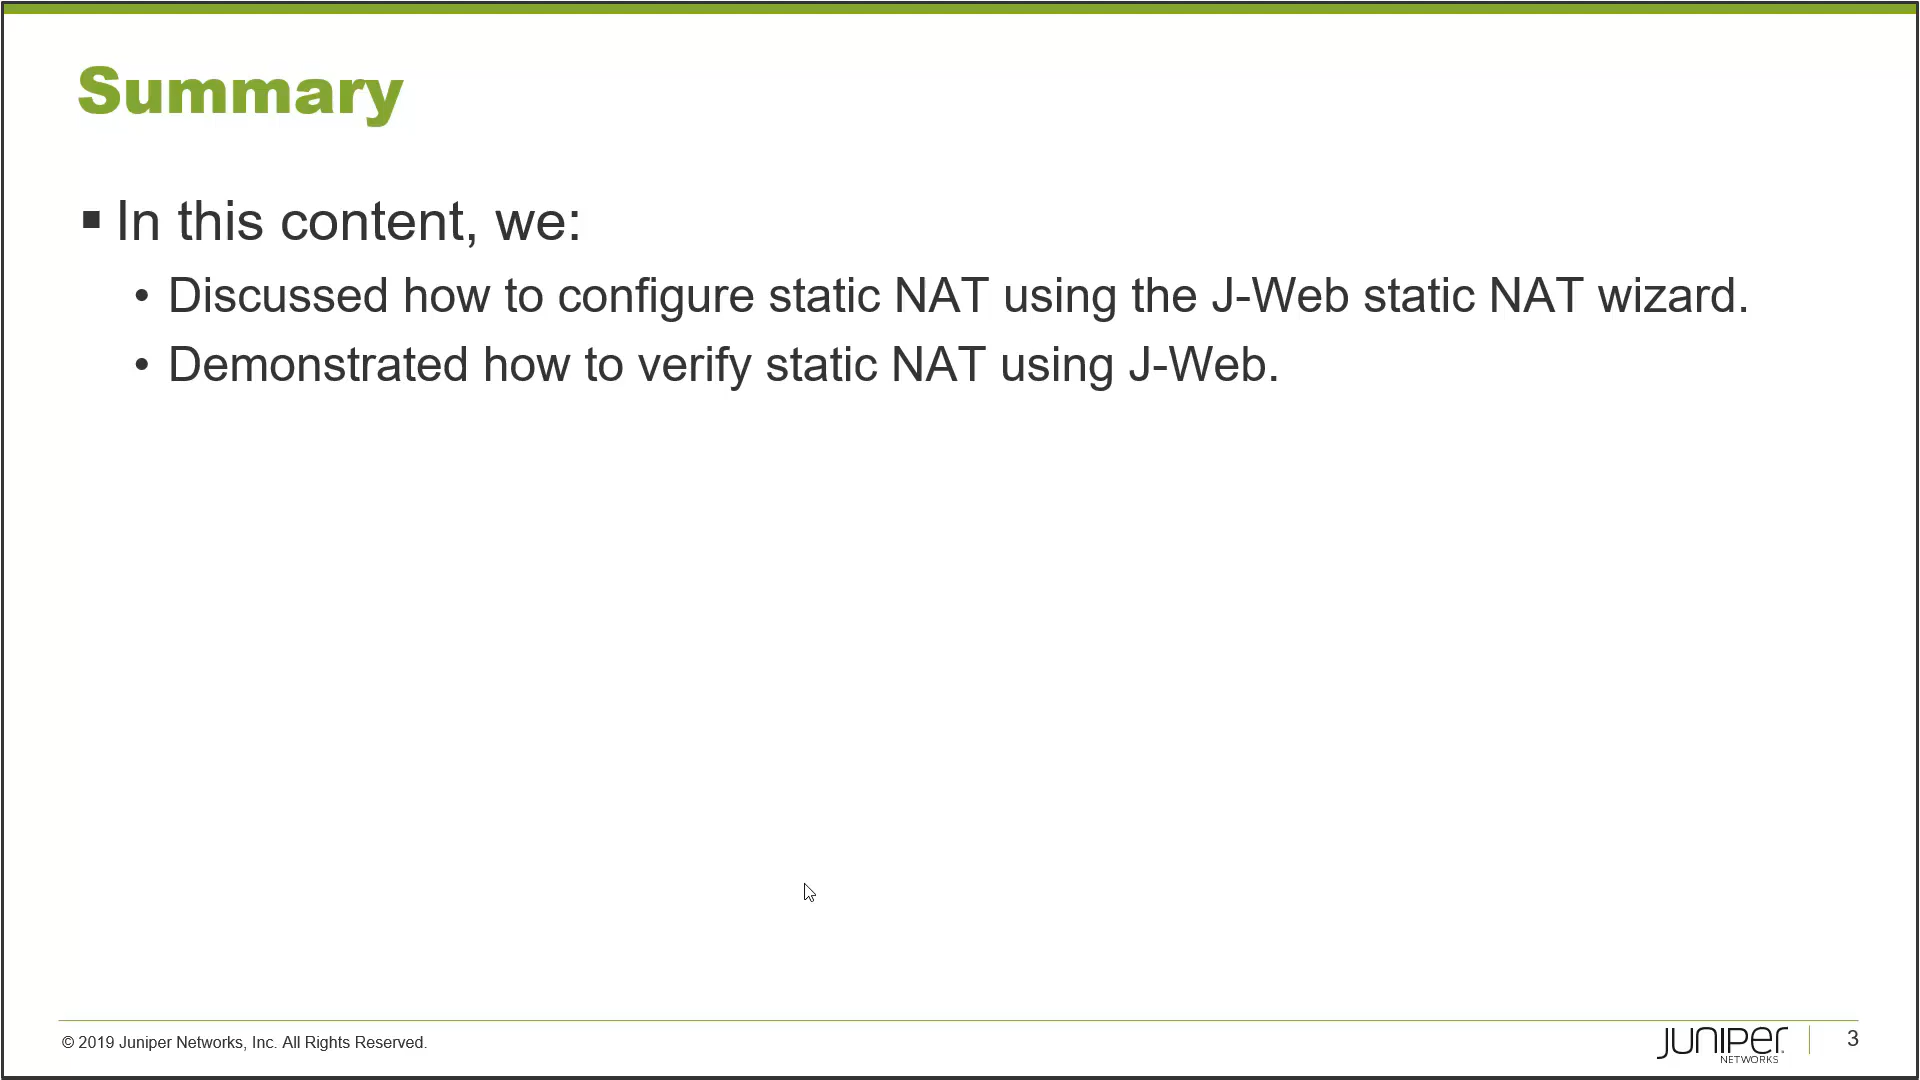 Summary
▪ In this content, we:
• Discussed how to configure static NAT using the J-Web static NAT wizard.
• Demonstrated how to verify static NAT using J-Web.
© 2019 Juniper Networks, Inc. All Rights Reserved.
JUNIPER
NETWORKS
3